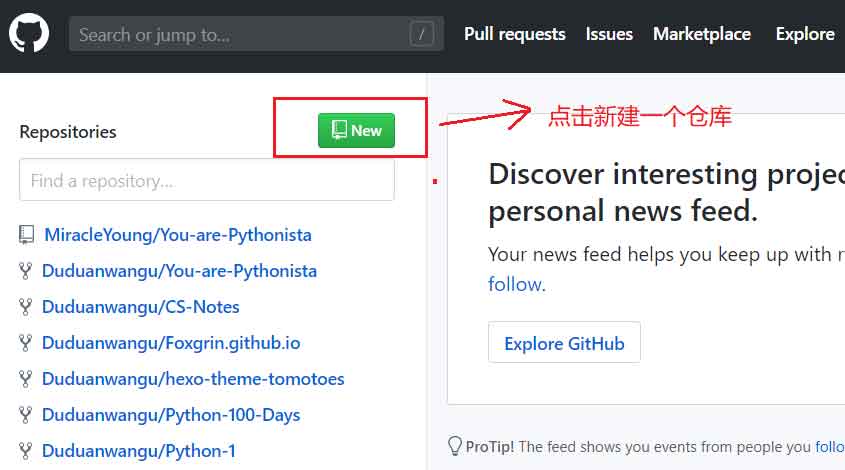 Search or jump to... /
Pull requests Issues Marketplace Explore
Repositories
New
点击新建一个仓库
Find a repository...
MiracleYoung/You-are-Pythonista
Duduanwangu/You-are-Pythonista
Duduanwangu/CS-Notes
Duduanwangu/Foxgrin.github.io
Duduanwangu/hexo-theme-tomotoes
Duduanwangu/Python-100-Days
Duduanwangu/Python-1
Discover interesting projec
personal news feed.
Your news feed helps you keep up with r
follow.
Explore GitHub
ProTip! The feed shows you events from people you follo